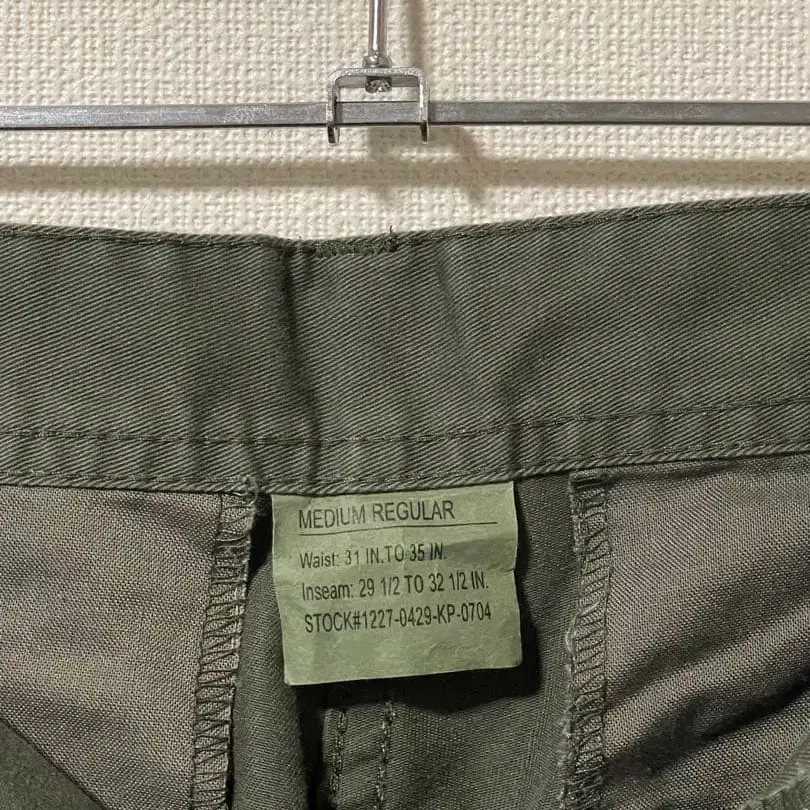 MEDIUM REGULAR
Waist: 31 IN.TO 35 IN.
Inseam: 29 1/2 TO 32 1/2 IN.
STOCK#1227-0429-KP-0704